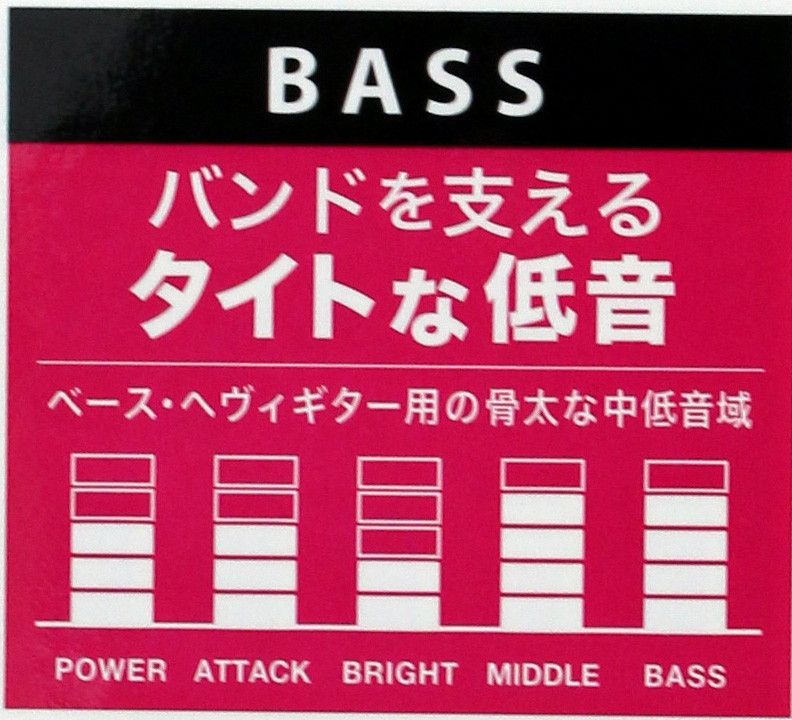 BASS
バンドを支える
タイトな低音
ベース・ヘヴィギター用の骨太な中低音域
POWER ATTACK BRIGHT MIDDLE BASS